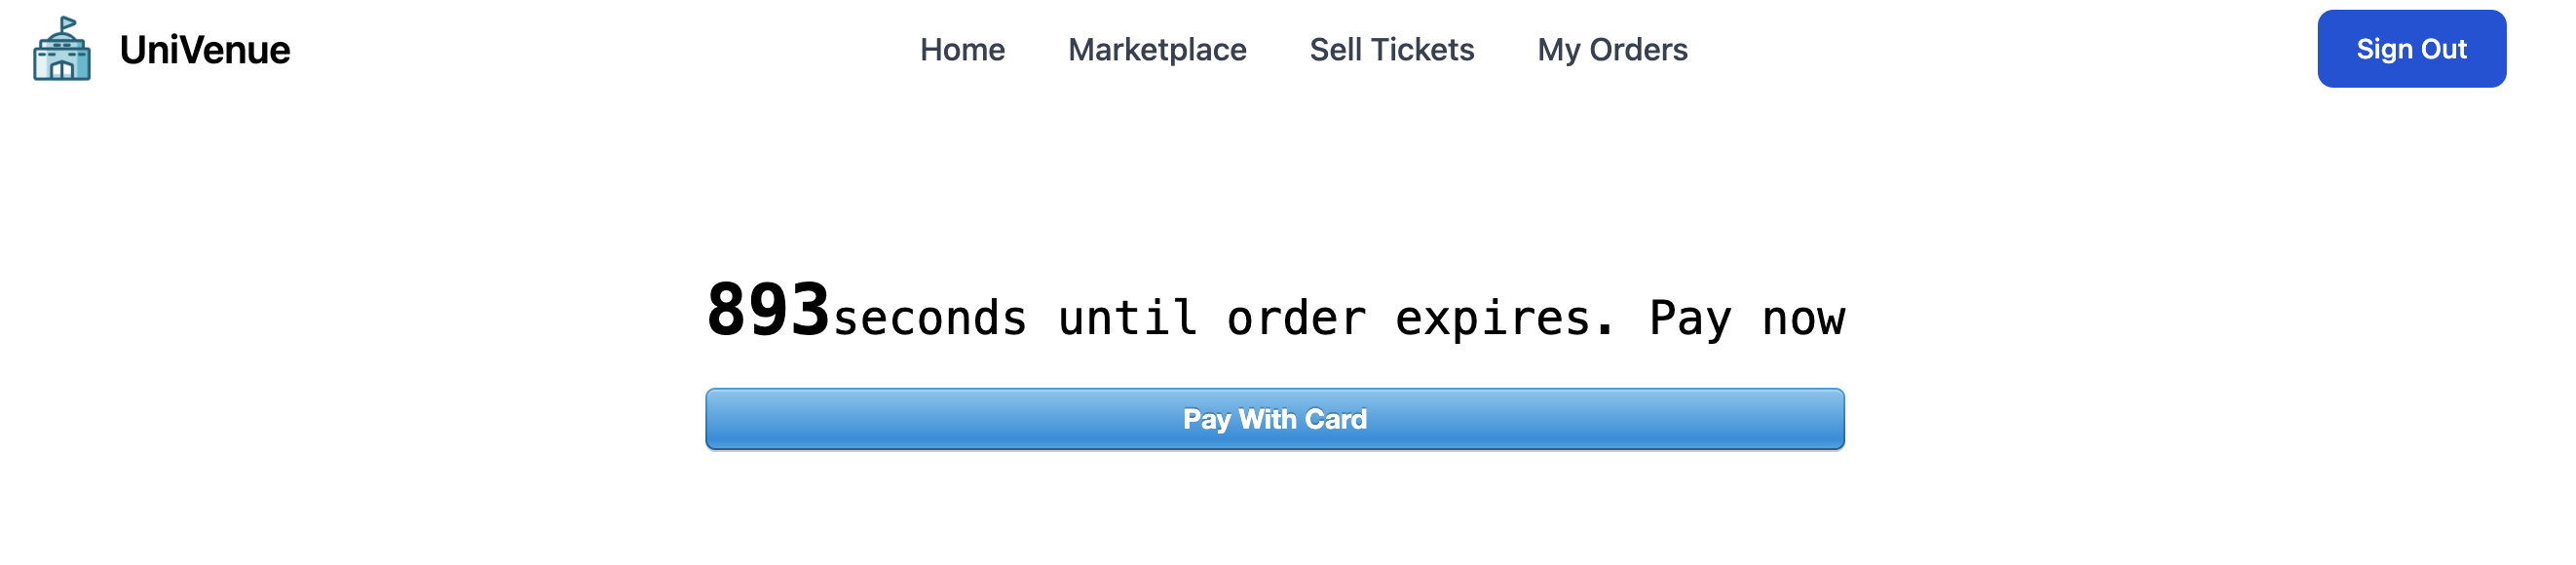 UniVenue
Home Marketplace Sell Tickets My Orders
Sign Out
893seconds until order expires. Pay now
Pay With Card